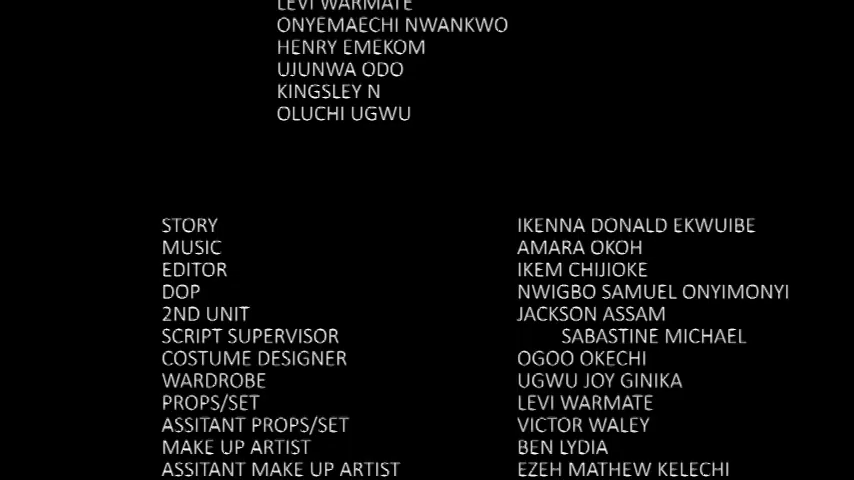 LEVI WARMATE
ONYEMAECHI NWANKWO
HENRY EMEKOM
UJUNWA ODO
KINGSLEY N
OLUCHI UGWU
STORY IKENNA DONALD EKWUIBE
MUSIC AMARA OKOH
EDITOR IKEM CHIJIOKE
DOP NWIGBO SAMUEL ONYIMONYI
2ND UNIT JACKSON ASSAM
SCRIPT SUPERVISOR SABASTINE MICHAEL
COSTUME DESIGNER OGOO OKECHI
WARDROBE UGWU JOY GINIKA
PROPS/SET LEVI WARMATE
ASSITANT PROPS/SET VICTOR WALEY
MAKE UP ARTIST BEN LYDIA
ASSITANT MAKE UP ARTIST EZEH MATHEW KELECHI